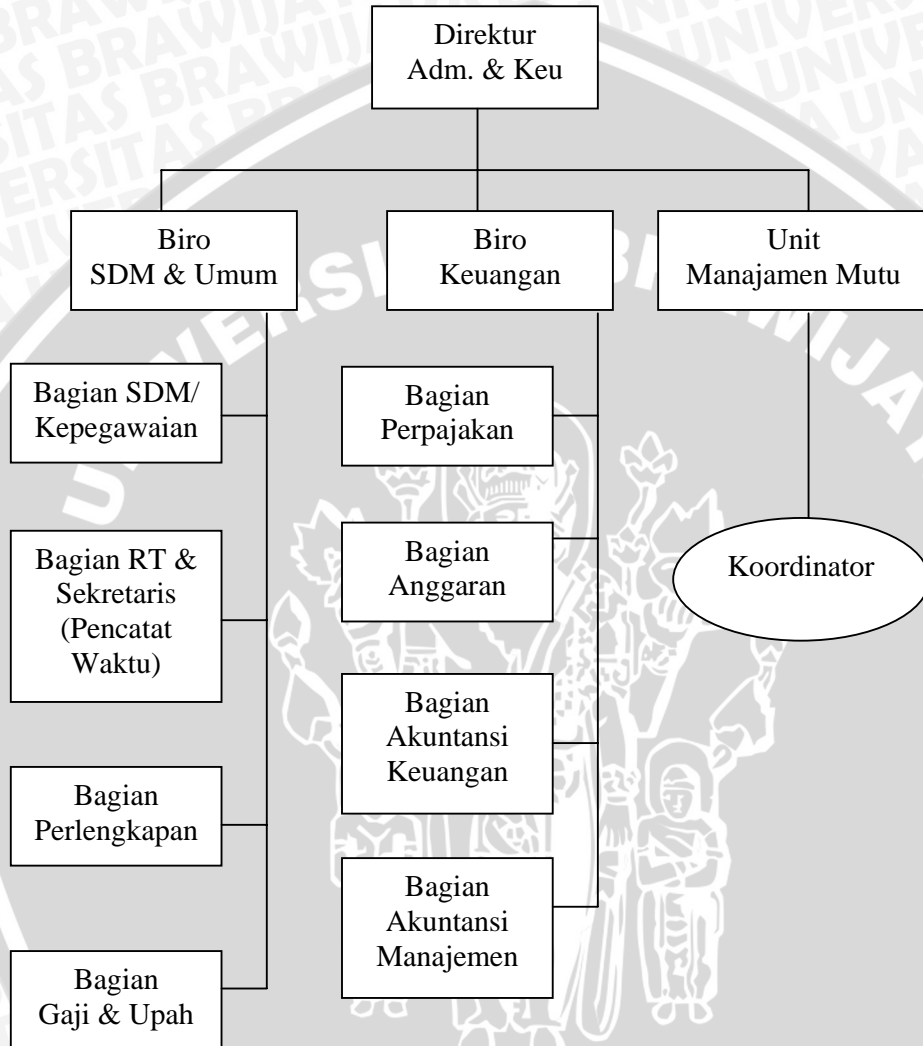 Direktur
Adm. & Keu
Biro
SDM & Umum
Biro
Keuangan
Unit
Manajamen Mutu
Bagian SDM/
Kepegawaian
Bagian RT &
Sekretaris
(Pencatat
Waktu)
Bagian
Perlengkapan
Bagian
Gaji & Upah
Bagian
Perpajakan
Bagian
Anggaran
Bagian
Akuntansi
Keuangan
Bagian
Akuntansi
Manajemen
Koordinator